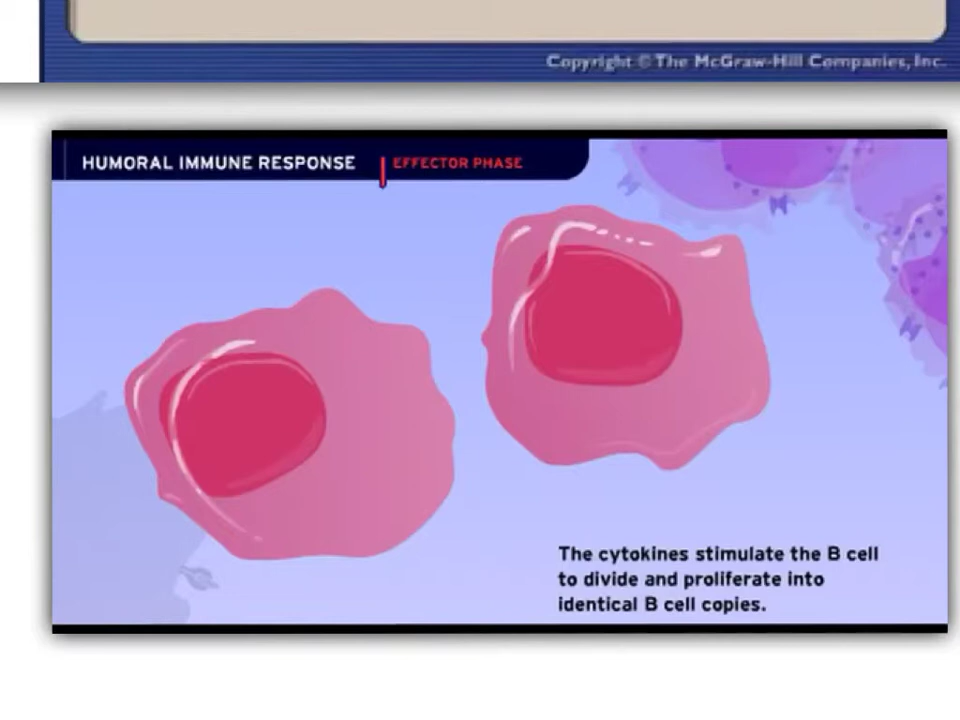 Copyright © The McGraw-Hill Companies, Inc.
HUMORAL IMMUNE RESPONSE EFFECTOR PHASE
The cytokines stimulate the B cell
to divide and proliferate into
identical B cell copies.